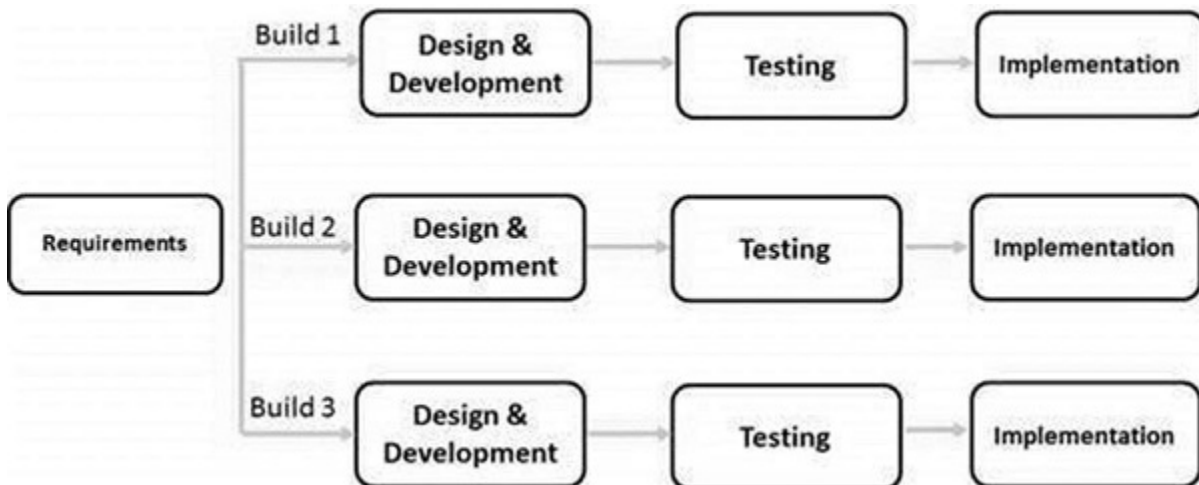 Build 1
Design &
Development
Testing
Implementation
Requirements
Build 2
Design &
Development
Testing
Implementation
Build 3
Design &
Development
Testing
Implementation